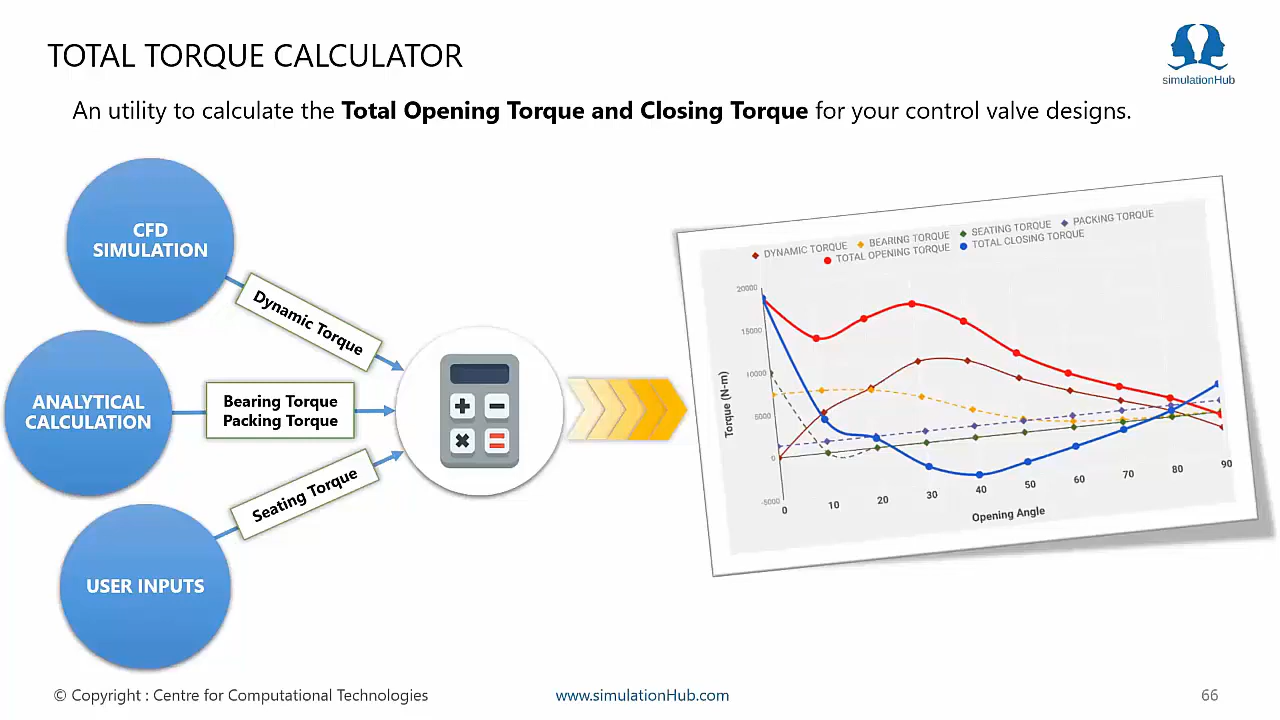 TOTAL TORQUE CALCULATOR
simulationHub
An utility to calculate the Total Opening Torque and Closing Torque for your control valve designs.
CFD
SIMULATION
Dynamic Torque
ANALYTICAL
CALCULATION
Bearing Torque
Packing Torque
Seating Torque
USER INPUTS
DYNAMIC TORQUE BEARING TORQUE SEATING TORQUE PACKING TORQUE
TOTAL OPENING TORQUE TOTAL CLOSING TORQUE
20000
15000
10000
5000
0
-5000
Torque (N-m)
0 10 20 30 40 50 60 70 80 90
Opening Angle
© Copyright : Centre for Computational Technologies
www.simulationHub.com
66